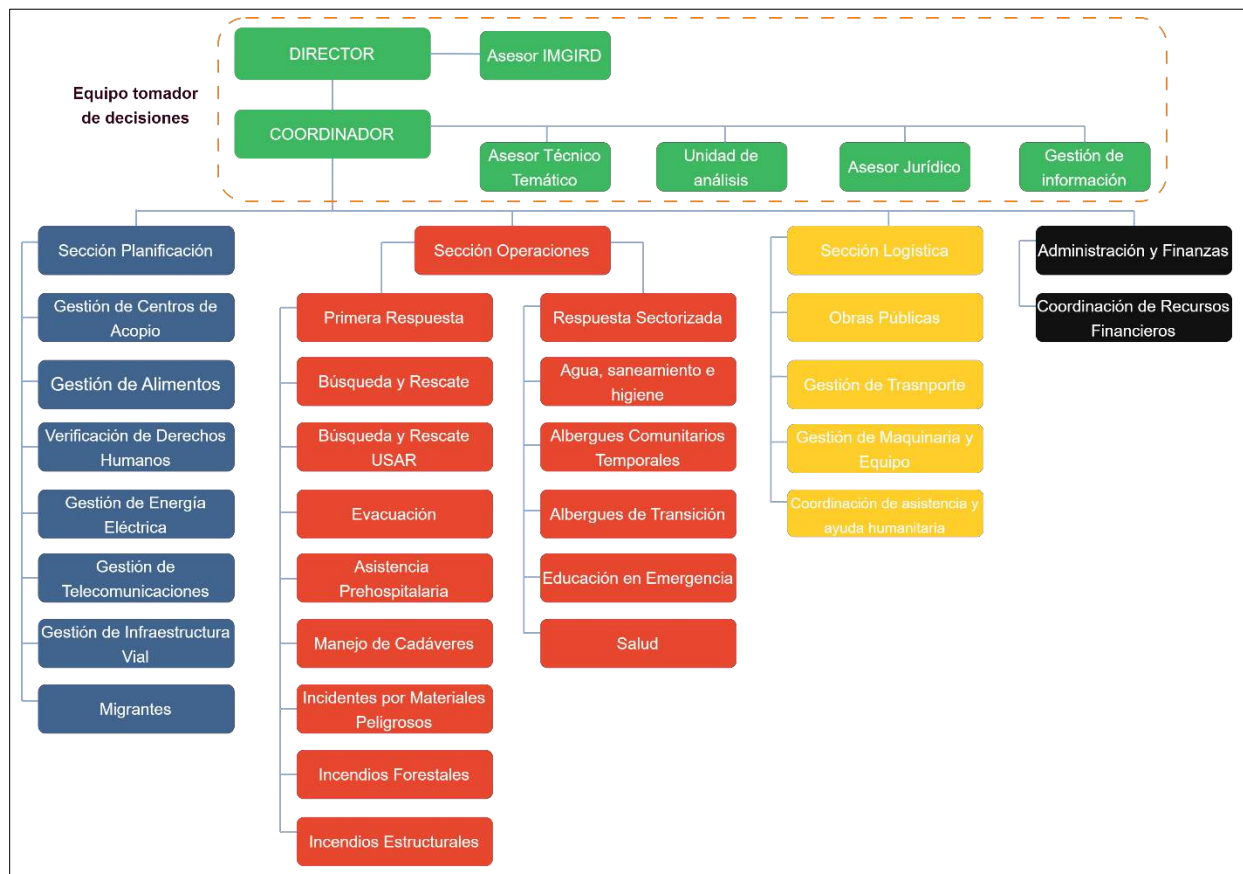 DIRECTOR
Asesor IMGIRD
Equipo tomador
de decisiones
COORDINADOR
Asesor Técnico
Temático
Unidad de
análisis
Asesor Jurídico
Gestión de
información
Sección Planificación
Gestión de Centros de
Acopio
Gestión de Alimentos
Verificación de Derechos
Humanos
Gestión de Energía
Eléctrica
Gestión de
Telecomunicaciones
Gestión de Infraestructura
Vial
Migrantes
Sección Operaciones
Primera Respuesta
Búsqueda y Rescate
Búsqueda y Rescate
USAR
Evacuación
Asistencia
Prehospitalaria
Manejo de Cadáveres
Incidentes por Materiales
Peligrosos
Incendios Forestales
Incendios Estructurales
Respuesta Sectorizada
Agua, saneamiento e
higiene
Albergues Comunitarios
Temporales
Albergues de Transición
Educación en Emergencia
Salud
Sección Logística
Obras Públicas
Gestión de Trasnporte
Gestión de Maquinaria y
Equipo
Coordinación de asistencia y
ayuda humanitaria
Administración y Finanzas
Coordinación de Recursos
Financieros